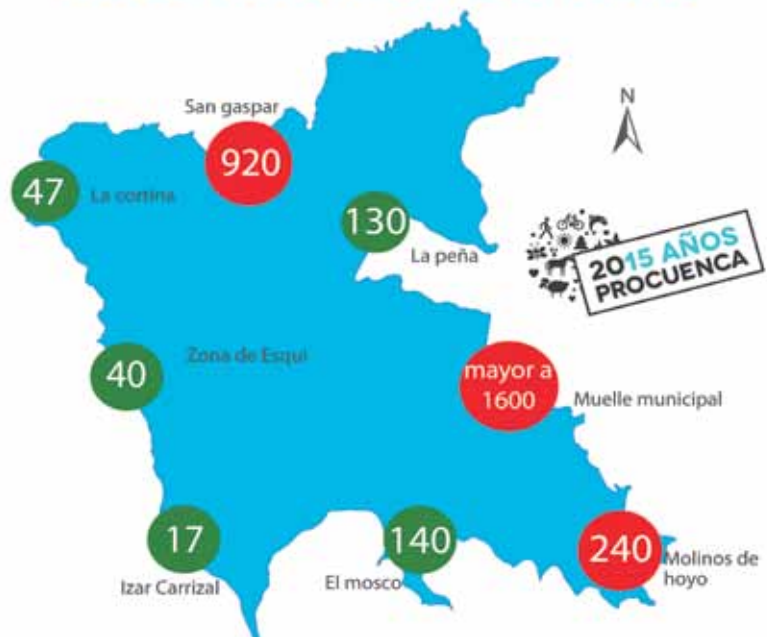 San gaspar
N
920
47
La cortina
130
La peña
2015 AÑOS
PROCUENCA
Zona de Esqui
40
mayor a
1600
Muelle municipal
17
140
240
Molinos de
hoyo
Izar Carrizal
El mosco